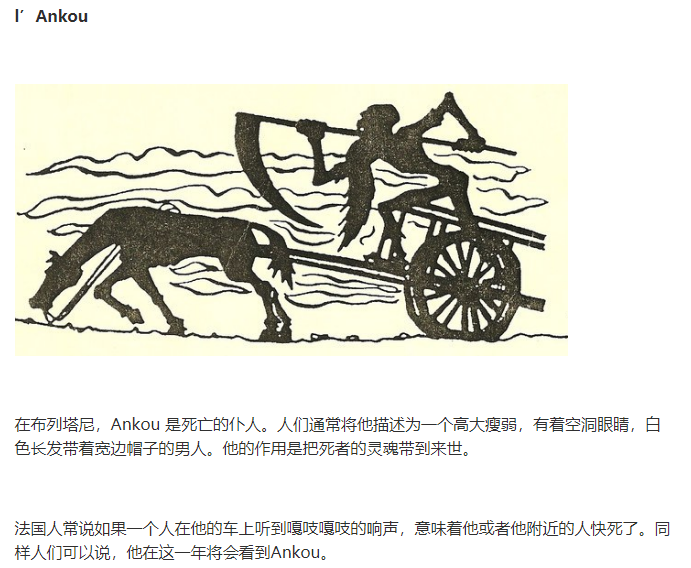 l′ Ankou
在布列塔尼，Ankou 是死亡的仆人。人们通常将他描述为一个高大瘦弱，有着空洞眼睛，白
色长发带着宽边帽子的男人。他的作用是把死者的灵魂带到来世。
法国人常说如果一个人在他的车上听到嘎吱嘎吱的响声，意味着他或者他附近的人快死了。同
样人们可以说，他在这一年将会看到Ankou。